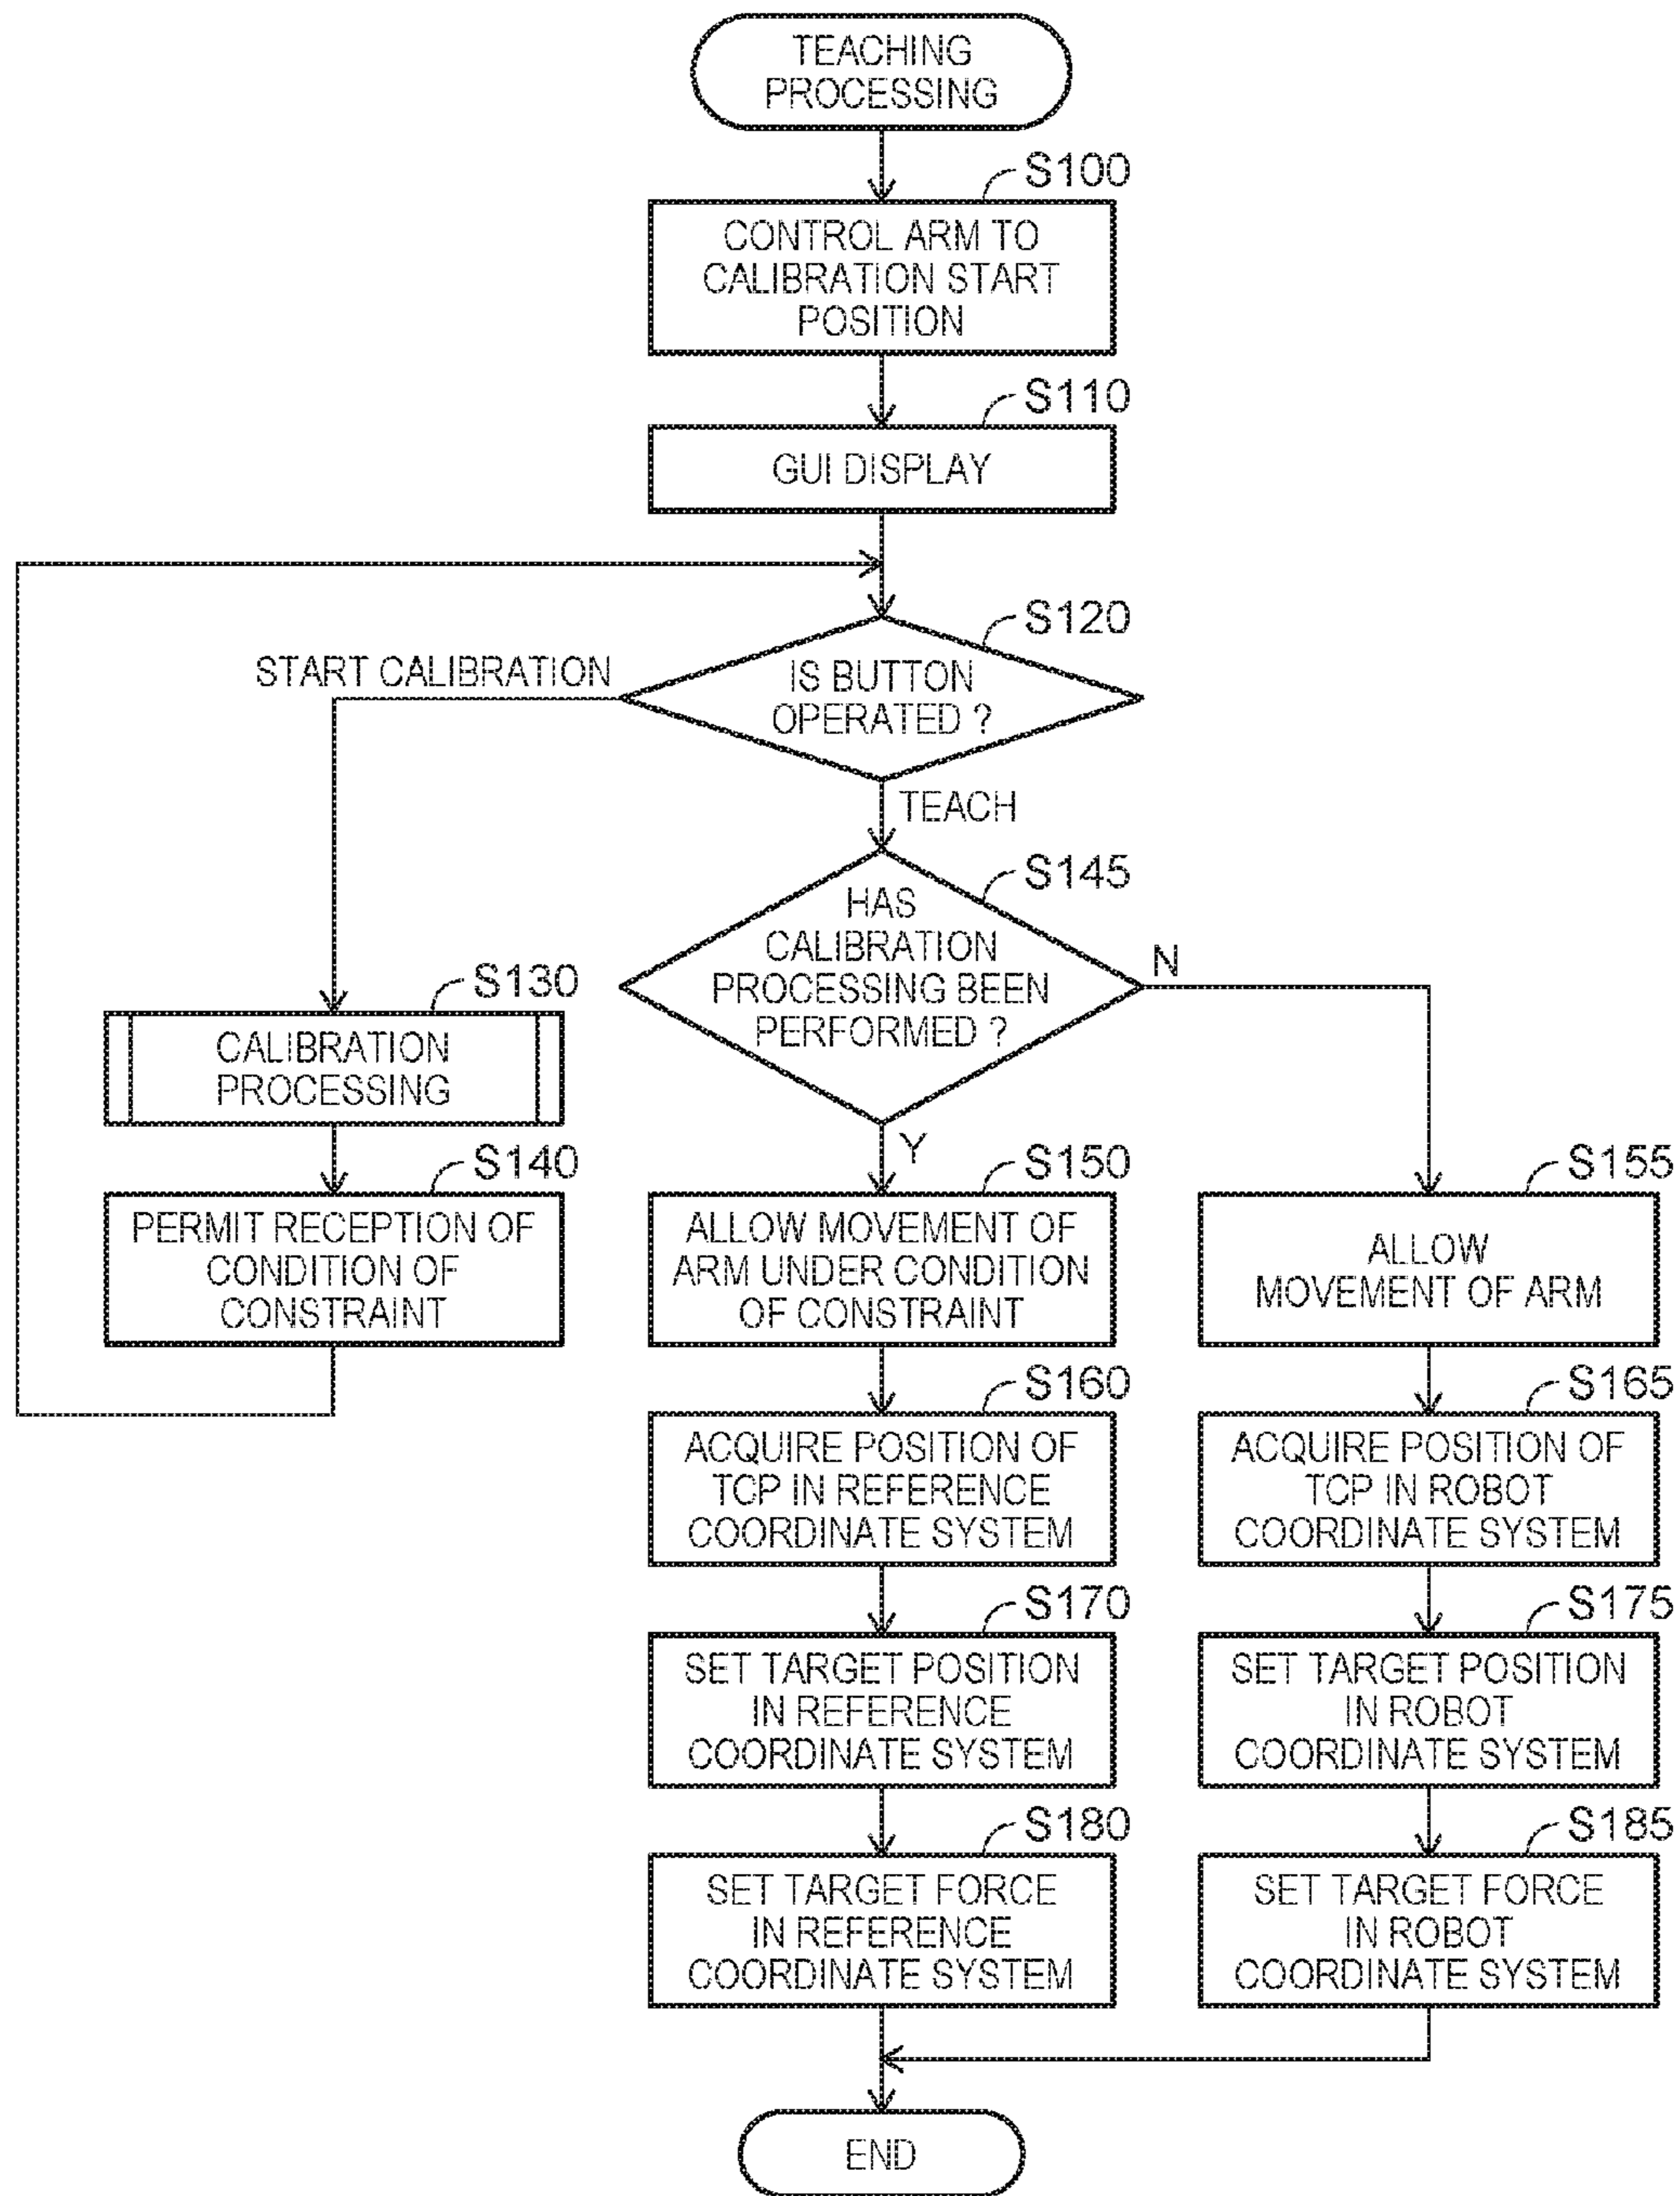 TEACHING
PROCESSING
S100
CONTROL ARM TO
CALIBRATION START
POSITION
S110
GUI DISPLAY
S120
START CALIBRATION
IS BUTTON
OPERATED ?
TEACH
S145
HAS
CALIBRATION
PROCESSING BEEN
PERFORMED ?
N
S130
CALIBRATION
PROCESSING
Y
S140
PERMIT RECEPTION OF
CONDITION OF
CONSTRAINT
S150
ALLOW MOVEMENT OF
ARM UNDER CONDITION
OF CONSTRAINT
S155
ALLOW
MOVEMENT OF ARM
S160
ACQUIRE POSITION OF
TCP IN REFERENCE
COORDINATE SYSTEM
S165
ACQUIRE POSITION OF
TCP IN ROBOT
COORDINATE SYSTEM
S170
SET TARGET POSITION
IN REFERENCE
COORDINATE SYSTEM
S175
SET TARGET POSITION
IN ROBOT
COORDINATE SYSTEM
S180
SET TARGET FORCE
IN REFERENCE
COORDINATE SYSTEM
S185
SET TARGET FORCE
IN ROBOT
COORDINATE SYSTEM
END